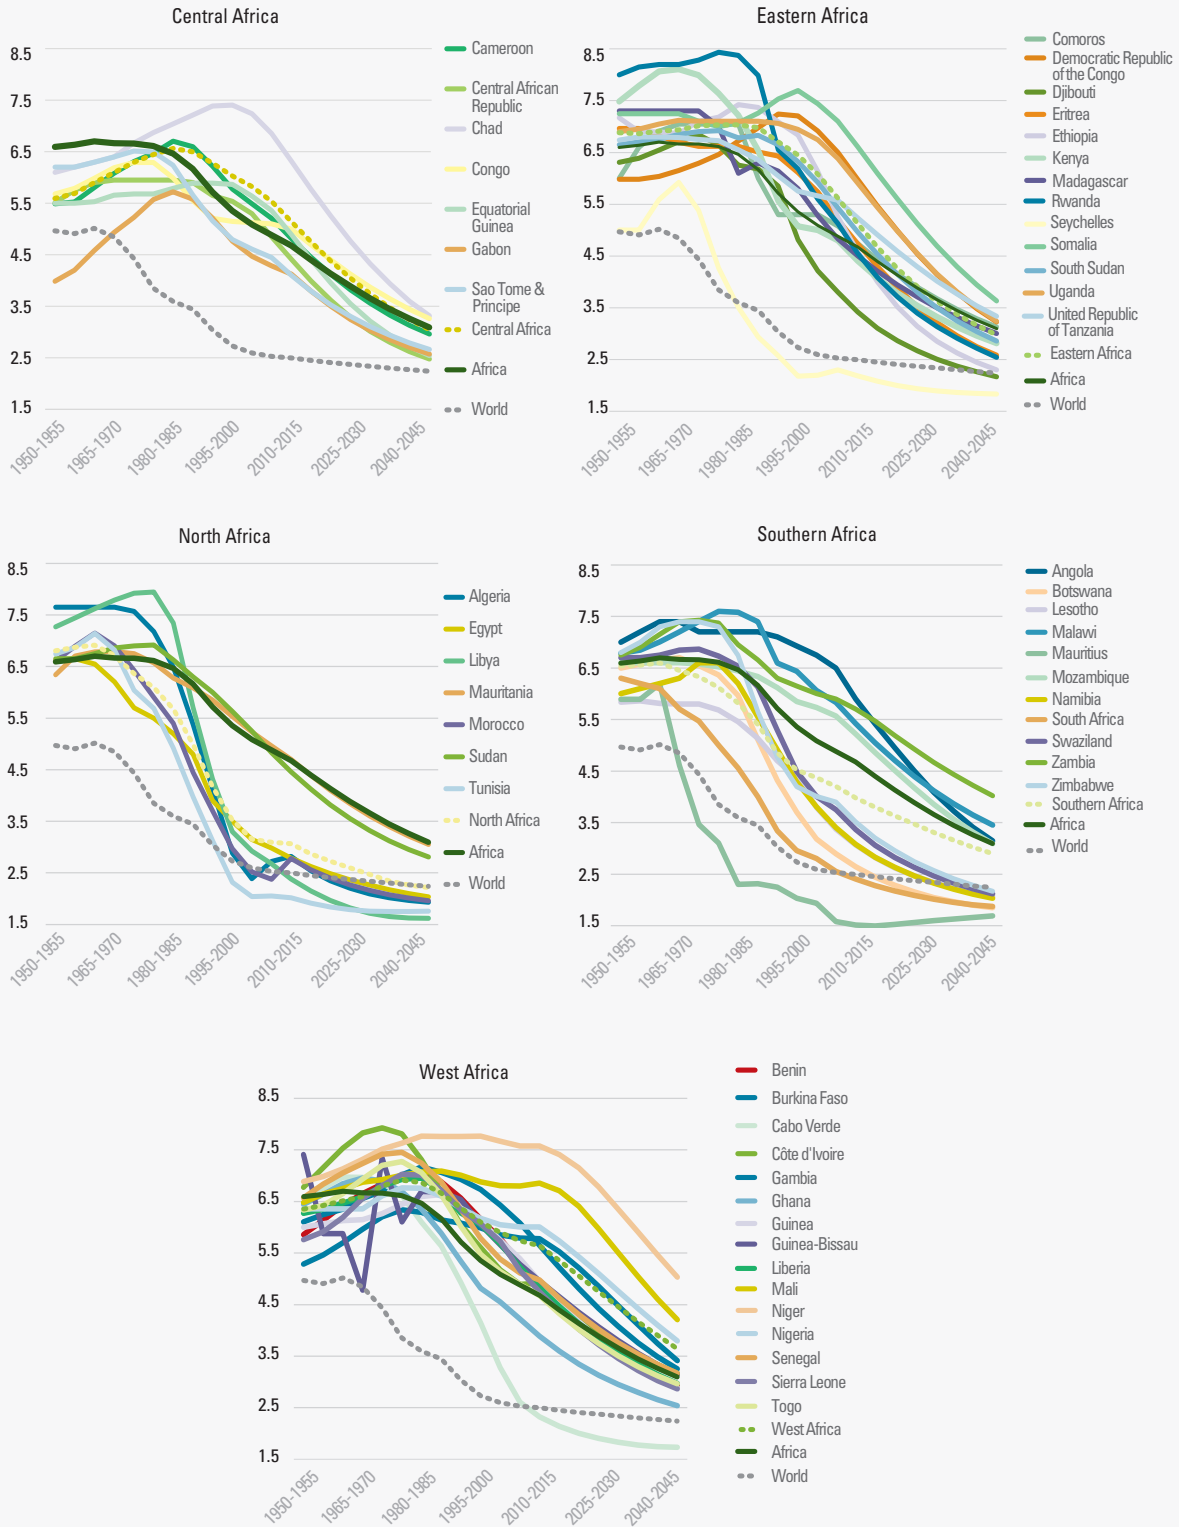 Central Africa
8.5
7.5
6.5
5.5
4.5
3.5
2.5
1.5
1950-1955
1965-1970
1980-1985
1995-2000
2010-2015
2025-2030
2040-2045
Cameroon
Central African
Republic
Chad
Congo
Equatorial
Guinea
Gabon
Sao Tome &
Principe
Central Africa
Africa
World
Eastern Africa
8.5
7.5
6.5
5.5
4.5
3.5
2.5
1.5
1950-1955
1965-1970
1980-1985
1995-2000
2010-2015
2025-2030
2040-2045
Comoros
Democratic Republic
of the Congo
Djibouti
Eritrea
Ethiopia
Kenya
Madagascar
Rwanda
Seychelles
Somalia
South Sudan
Uganda
United Republic
of Tanzania
Eastern Africa
Africa
World
North Africa
8.5
7.5
6.5
5.5
4.5
3.5
2.5
1.5
1950-1955
1965-1970
1980-1985
1995-2000
2010-2015
2025-2030
2040-2045
Algeria
Egypt
Libya
Mauritania
Morocco
Sudan
Tunisia
North Africa
Africa
World
Southern Africa
8.5
7.5
6.5
5.5
4.5
3.5
2.5
1.5
1950-1955
1965-1970
1980-1985
1995-2000
2010-2015
2025-2030
2040-2045
Angola
Botswana
Lesotho
Malawi
Mauritius
Mozambique
Namibia
South Africa
Swaziland
Zambia
Zimbabwe
Southern Africa
Africa
World
West Africa
8.5
7.5
6.5
5.5
4.5
3.5
2.5
1.5
1950-1955
1965-1970
1980-1985
1995-2000
2010-2015
2025-2030
2040-2045
Benin
Burkina Faso
Cabo Verde
Côte d'Ivoire
Gambia
Ghana
Guinea
Guinea-Bissau
Liberia
Mali
Niger
Nigeria
Senegal
Sierra Leone
Togo
West Africa
Africa
World